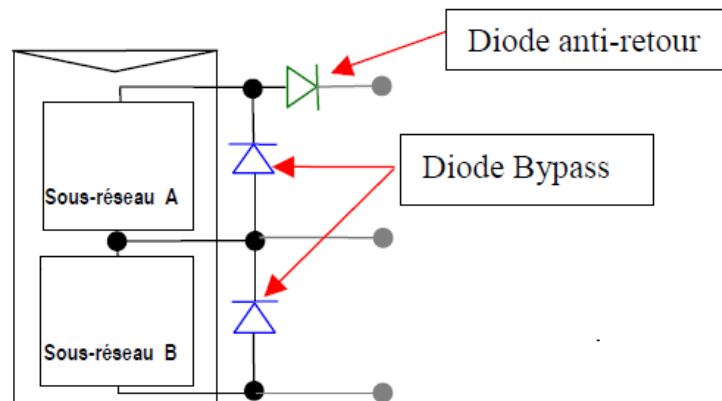 Diode anti-retour
Diode Bypass
Sous-réseau A
Sous-réseau B